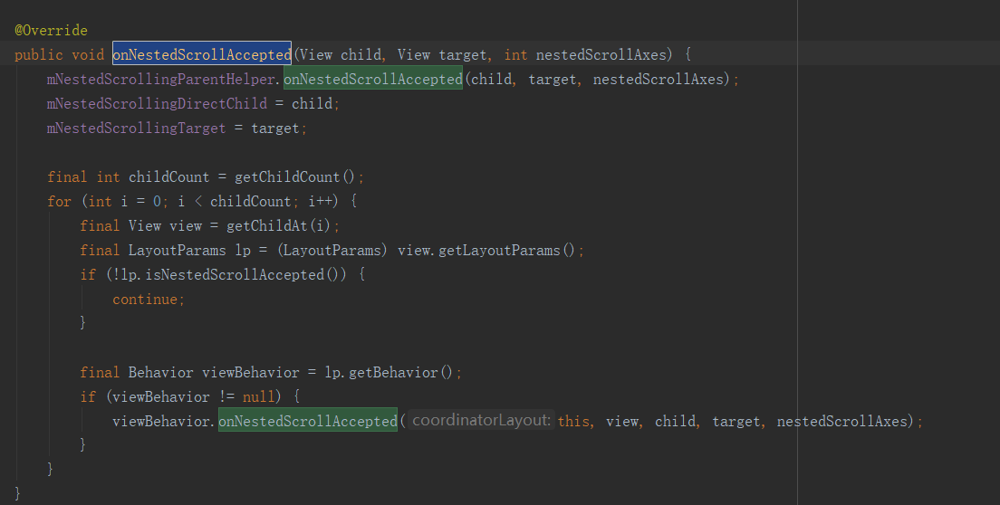 @Override
public void onNestedScrollAccepted(View child, View target, int nestedScrollAxes) {
mNestedScrollingParentHelper.onNestedScrollAccepted(child, target, nestedScrollAxes);
mNestedScrollingDirectChild = child;
mNestedScrollingTarget = target;
final int childCount = getChildCount();
for (int i = 0; i < childCount; i++) {
final View view = getChildAt(i);
final LayoutParams lp = (LayoutParams) view.getLayoutParams();
if (!lp.isNestedScrollAccepted()) {
continue;
}
final Behavior viewBehavior = lp.getBehavior();
if (viewBehavior != null) {
viewBehavior.onNestedScrollAccepted( coordinatorLayout: this, view, child, target, nestedScrollAxes);
}
}
}